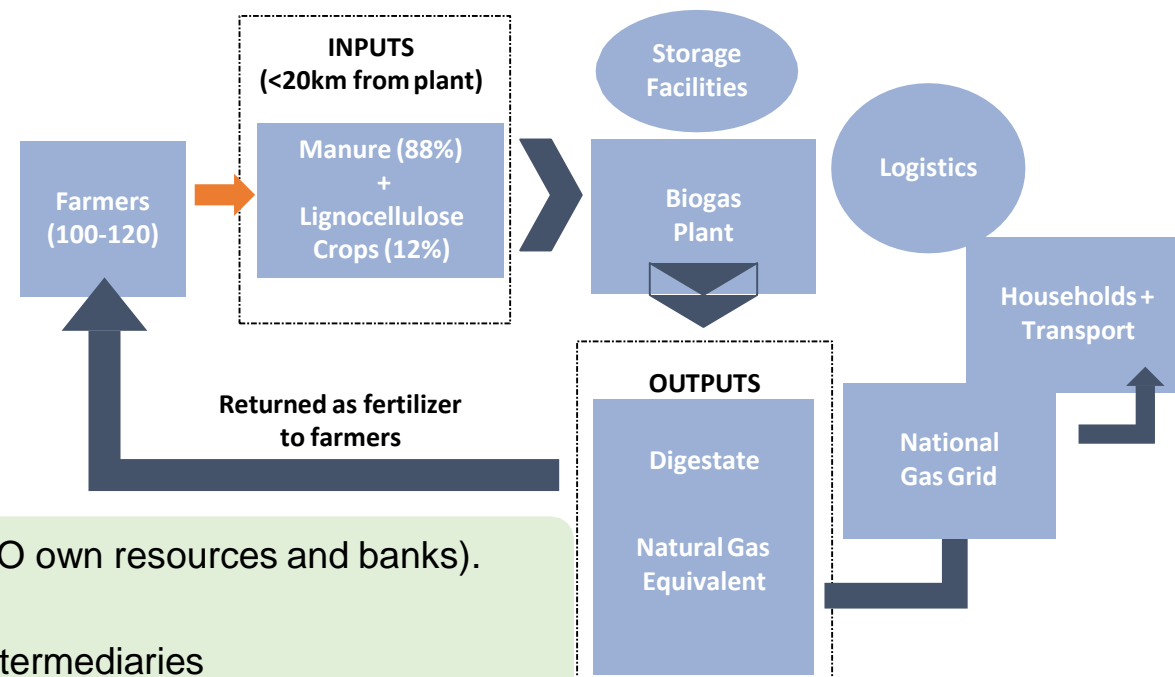 INPUTS
(<20km from plant)
Storage
Facilities
Manure (88%)
+
Lignocellulose
Crops (12%)
Farmers
(100-120)
Biogas
Plant
Logistics
Households +
Transport
OUTPUTS
Returned as fertilizer
to farmers
Digestate
National
Gas Grid
Natural Gas
Equivalent
own resources and banks).